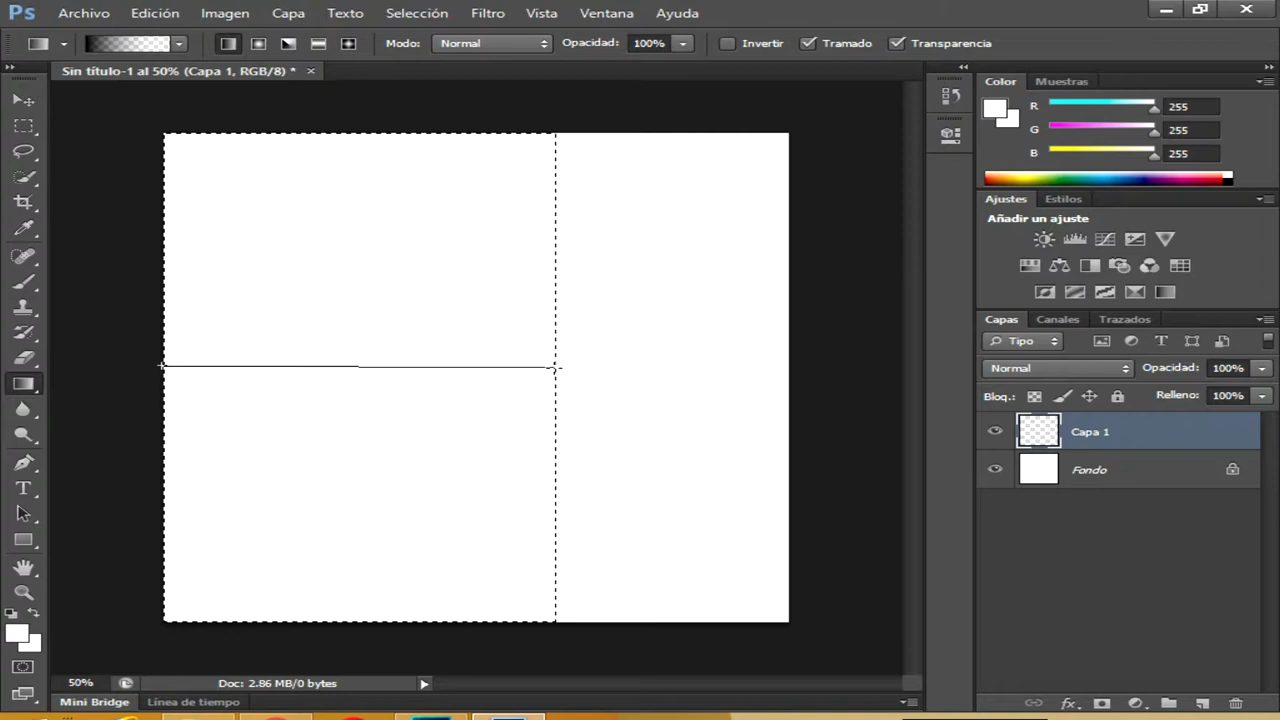 Ps Archivo Edición Imagen Capa Texto Selección Filtro Vista Ventana Ayuda
Modo: Normal Opacidad: 100% Invertir Tramado Transparencia
Sin título-1 al 50% (Capa 1, RGB/8) *
Color Muestras
R 255
G 255
B 255
Ajustes Estilos
Añadir un ajuste
Capas Canales Trazados
Tipo
Normal Opacidad: 100%
Bloq.: Relleno: 100%
Capa 1
Fondo
50% Doc: 2.86 MB/0 bytes
Mini Bridge Línea de tiempo